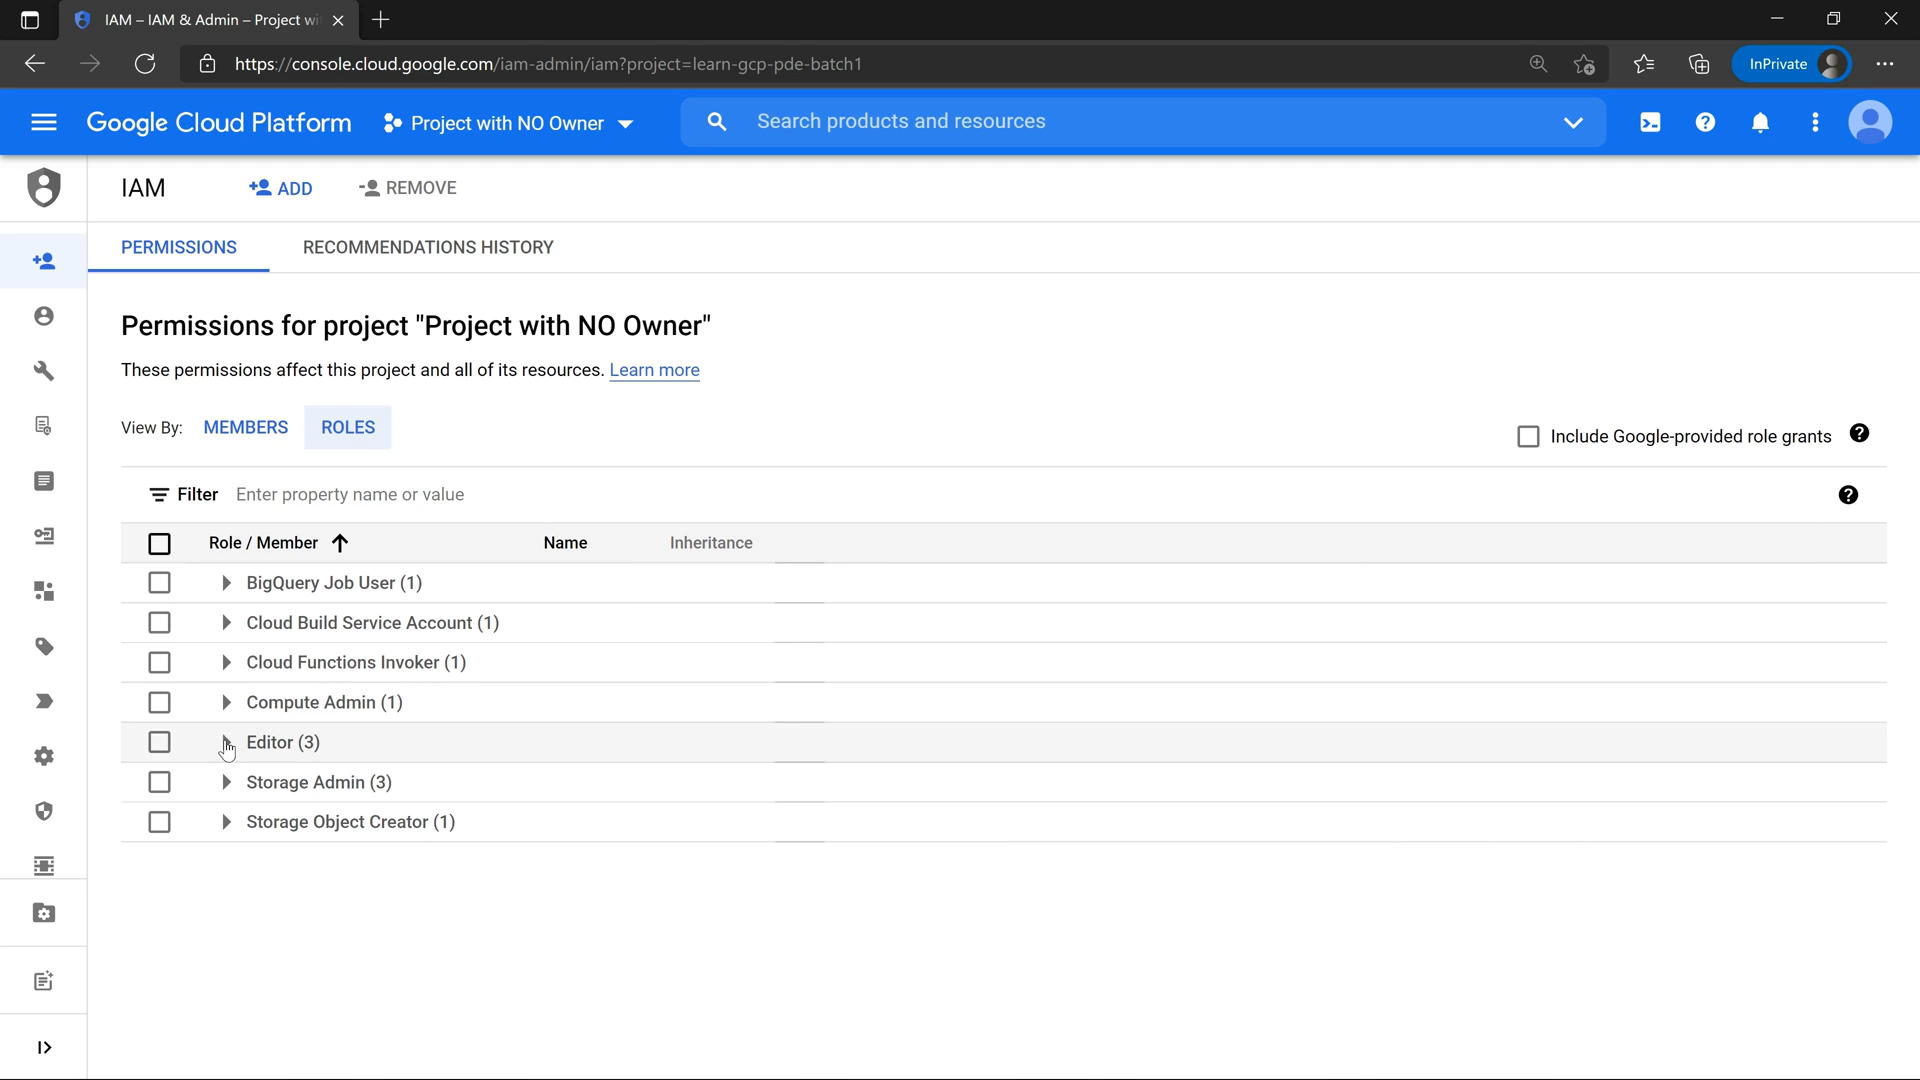 IAM – IAM & Admin – Project wi
https://console.cloud.google.com/iam-admin/iam?project=learn-gcp-pde-batch1
InPrivate
Google Cloud Platform
Project with NO Owner
Search products and resources
IAM
ADD
REMOVE
PERMISSIONS
RECOMMENDATIONS HISTORY
Permissions for project "Project with NO Owner"
These permissions affect this project and all of its resources. Learn more
View By: MEMBERS ROLES
Include Google-provided role grants
Filter Enter property name or value
Role / Member Name Inheritance
BigQuery Job User (1)
Cloud Build Service Account (1)
Cloud Functions Invoker (1)
Compute Admin (1)
Editor (3)
Storage Admin (3)
Storage Object Creator (1)